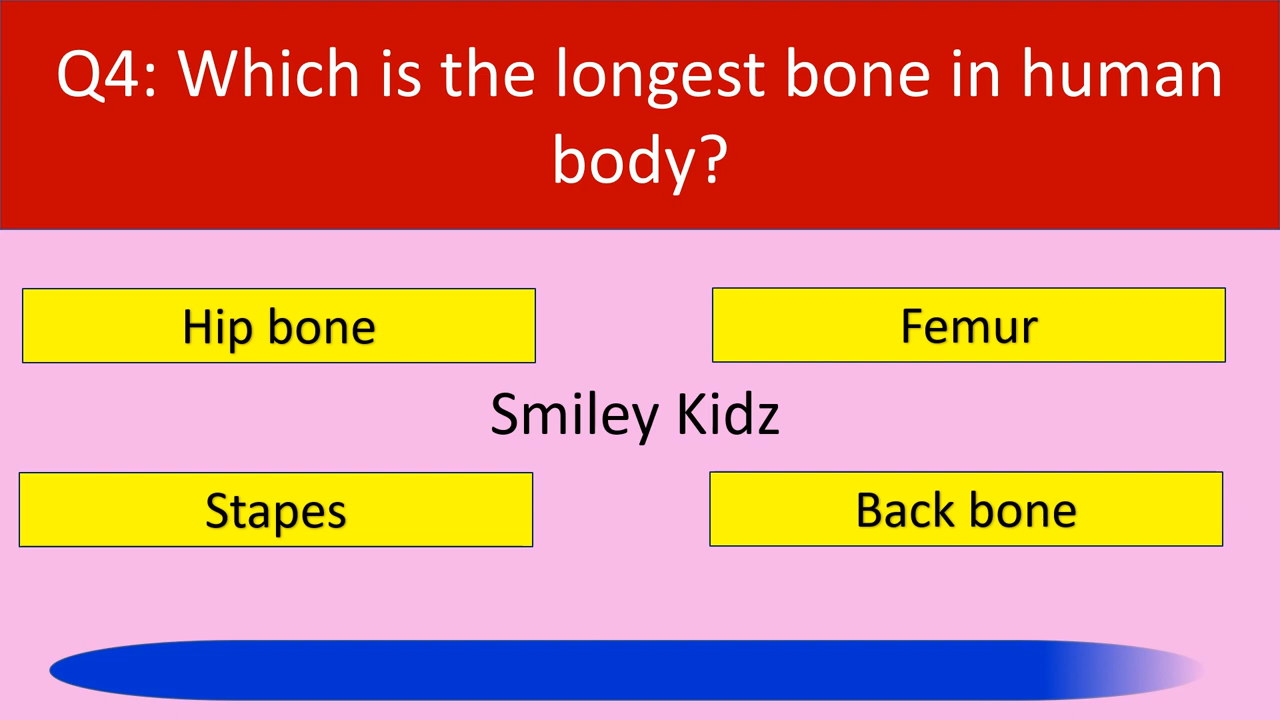 Q4: Which is the longest bone in human
body?
Hip bone
Femur
Smiley Kidz
Stapes
Back bone